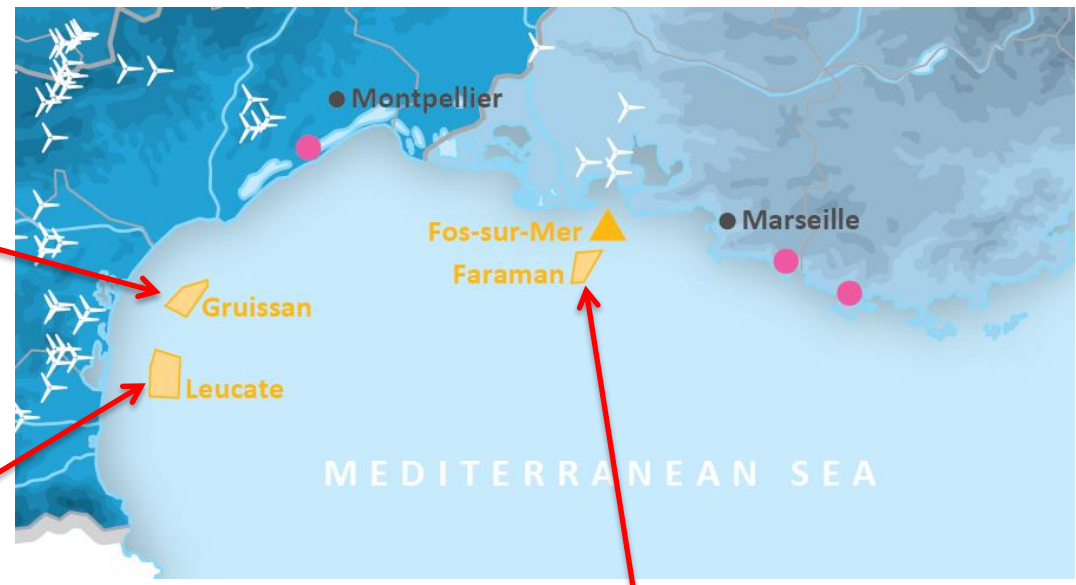 Montpellier
Marseille
Fos-sur-Mer
Faraman
Gruissan
Leucate
MEDITERRANEAN SEA